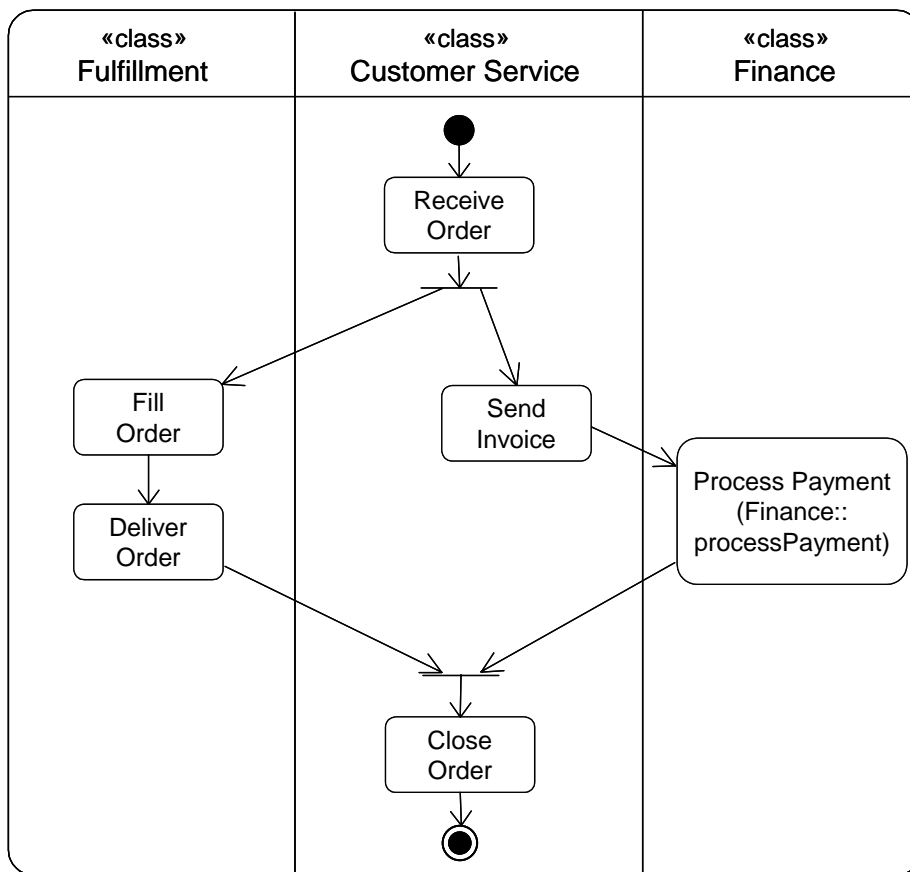 «class»
Fulfillment
«class»
Customer Service
«class»
Finance
Receive
Order
Fill
Order
Send
Invoice
Process Payment
(Finance::
processPayment)
Deliver
Order
Close
Order